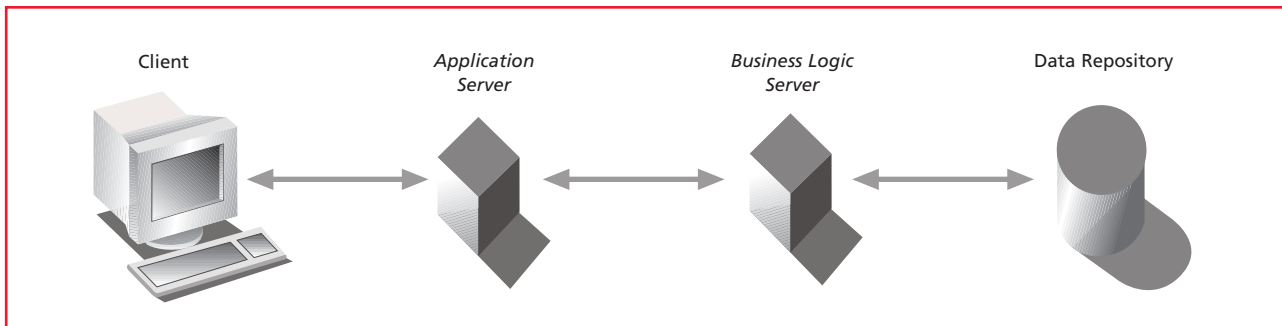 Client
Application
Server
Business Logic
Server
Data Repository